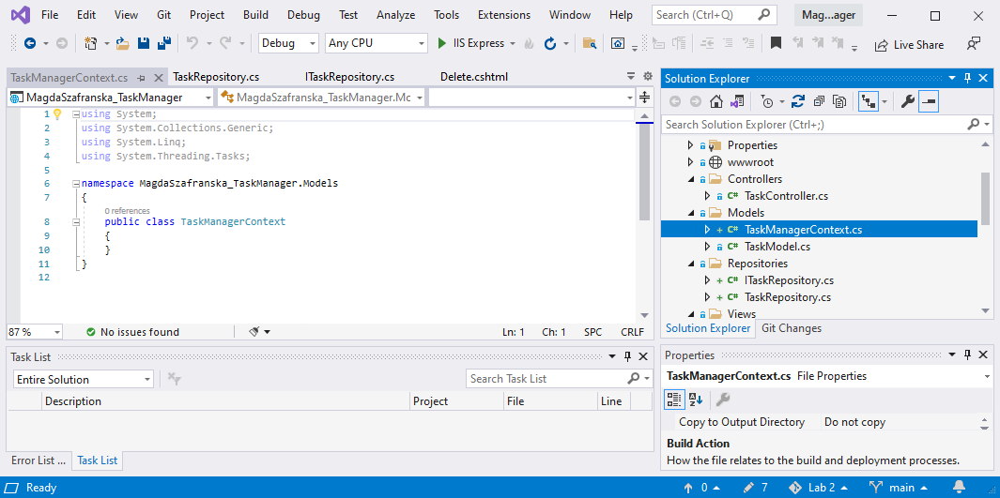 File Edit View Git Project Build Debug Test Analyze Tools Extensions Window Help Search (Ctrl+Q) Mag...ager
Debug Any CPU IIS Express Live Share
TaskManagerContext.cs TaskRepository.cs ITaskRepository.cs Delete.cshtml
MagdaSzafranska_TaskManager MagdaSzafranska_TaskManager.Mc
1 using System;
2 using System.Collections.Generic;
3 using System.Linq;
4 using System.Threading.Tasks;
5
6 namespace MagdaSzafranska_TaskManager.Models
7 {
0 references
8 public class TaskManagerContext
9 {
10 }
11 }
12
87 % No issues found Ln: 1 Ch: 1 SPC CRLF
Task List
Entire Solution Search Task List
Description Project File Line
Error List ... Task List
Solution Explorer
Search Solution Explorer (Ctrl+;)
Properties
wwwroot
Controllers
C# TaskController.cs
Models
C# TaskManagerContext.cs
C# TaskModel.cs
Repositories
C# ITaskRepository.cs
C# TaskRepository.cs
Views
Solution Explorer Git Changes
Properties
TaskManagerContext.cs File Properties
Copy to Output Directory Do not copy
Build Action
How the file relates to the build and deployment processes.
Ready 0 7 Lab 2 main